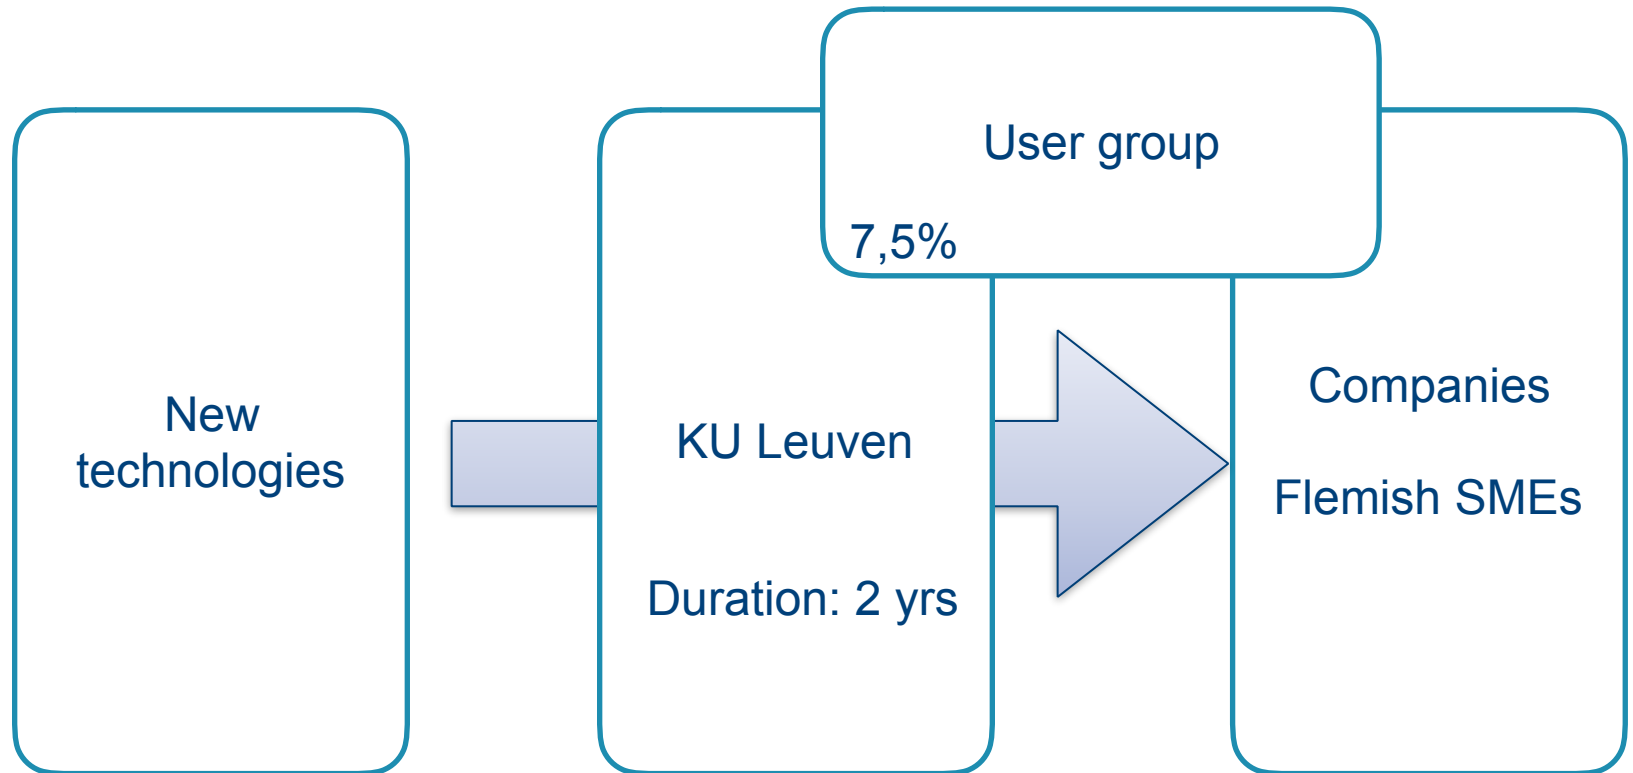 New
technologies
KU Leuven
Duration: 2 yrs
User group
7,5%
Companies
Flemish SMEs